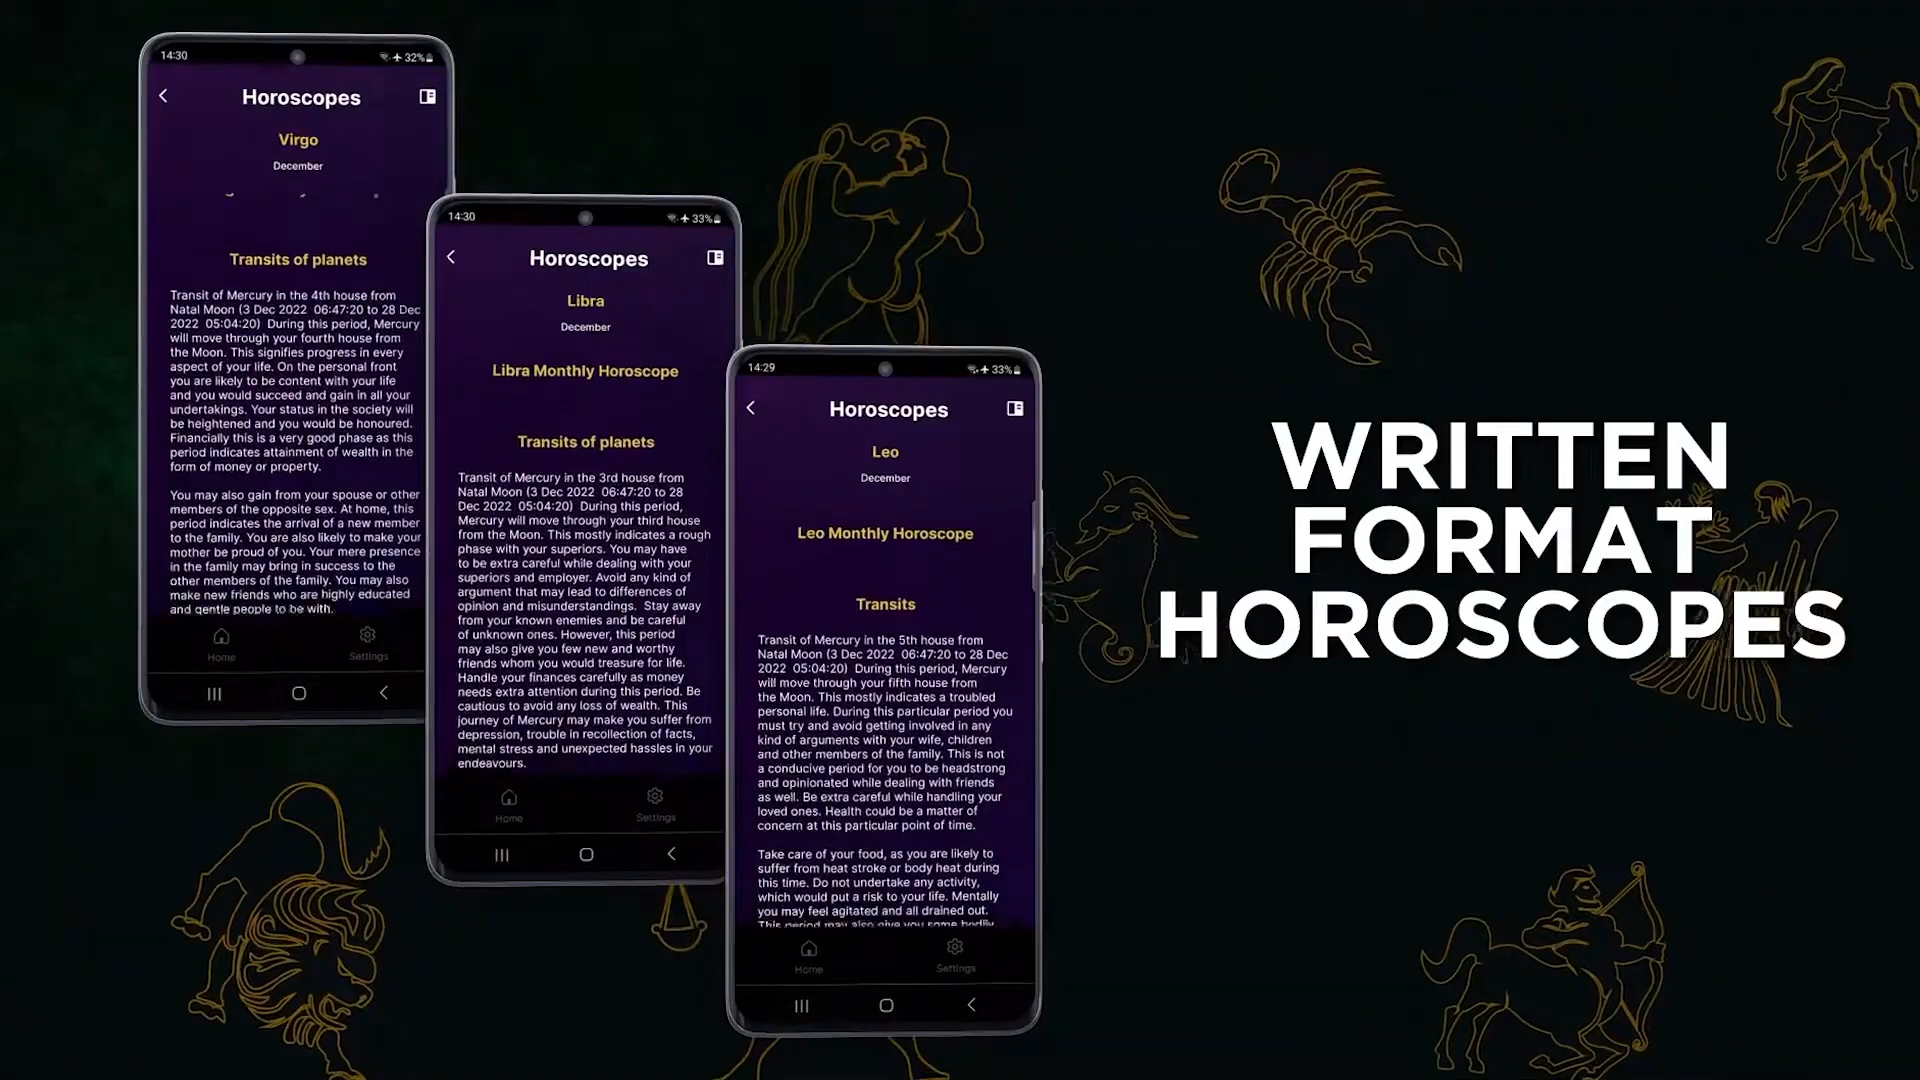 14:30
32%
Horoscopes
Virgo
December
Transits of planets
Transit of Mercury in the 4th house from
Natal Moon (3 Dec 2022 06:47:20 to 28 Dec
2022 05:04:20) During this period, Mercury
will move through your fourth house from
the Moon. This signifies progress in every
aspect of your life. On the personal front
you are likely to be content with your life
and you would succeed and gain in all your
undertakings. Your status in the society will
be heightened and you would be honoured.
Financially this is a very good phase as this
period indicates attainment of wealth in the
form of money or property.
You may also gain from your spouse or other
members of the opposite sex. At home, this
period indicates the arrival of a new member
to the family. You are also likely to make your
mother be proud of you. Your mere presence
in the family may bring in success to the
other members of the family. You may also
make new friends who are highly educated
and gentle people to be with.
Home
Settings
14:30
33%
Horoscopes
Libra
December
Libra Monthly Horoscope
Transits of planets
Transit of Mercury in the 3rd house from
Natal Moon (3 Dec 2022 06:47:20 to 28
Dec 2022 05:04:20) During this period,
Mercury will move through your third house
from the Moon. This mostly indicates a rough
phase with your superiors. You may have
to be extra careful while dealing with your
superiors and employer. Avoid any kind of
argument that may lead to differences of
opinion and misunderstandings. Stay away
from your known enemies and be careful
of unknown ones. However, this period
may also give you few new and worthy
friends whom you would treasure for life.
Handle your finances carefully as money
needs extra attention during this period. Be
cautious to avoid any loss of wealth. This
journey of Mercury may make you suffer from
depression, trouble in recollection of facts,
mental stress and unexpected hassles in your
endeavours.
Home
Settings
14:29
33%
Horoscopes
Leo
December
Leo Monthly Horoscope
Transits
Transit of Mercury in the 5th house from
Natal Moon (3 Dec 2022 06:47:20 to 28 Dec
2022 05:04:20) During this period, Mercury
will move through your fifth house from
the Moon. This mostly indicates a troubled
personal life. During this particular period you
must try and avoid getting involved in any
kind of arguments with your wife, children
and other members of the family. This is not
a conducive period for you to be headstrong
and opinionated while dealing with friends
as well. Be extra careful while handling your
loved ones. Health could be a matter of
concern at this particular point of time.
Take care of your food, as you are likely to
suffer from heat stroke or body heat during
this time. Do not undertake any activity,
which would put a risk to your life. Mentally
you may feel agitated and all drained out.
This period may also give you some bodily
Home
Settings
WRITTEN
FORMAT
HOROSCOPES